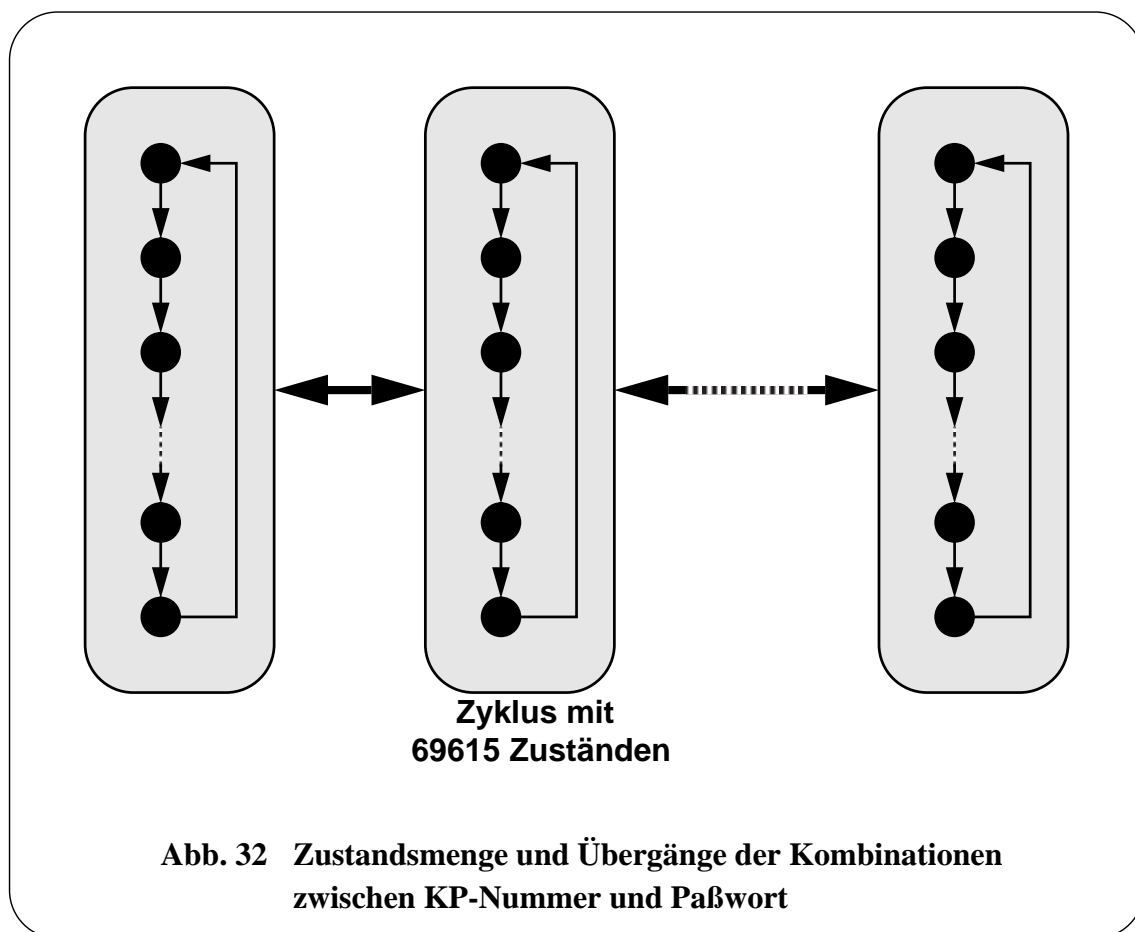 Zyklus mit
69615 Zuständen
Abb. 32 Zustandsmenge und Übergänge der Kombinationen
zwischen KP-Nummer und Paßwort